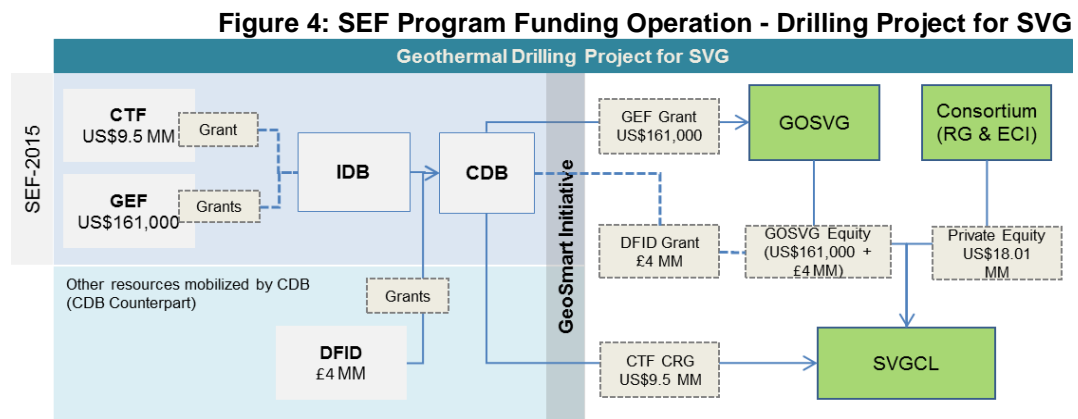 Figure 4: SEF Program Funding Operation - Drilling Project for SVG
Geothermal Drilling Project for SVG
SEF-2015
CTF
US$9.5 MM
Grant
GEF
US$161,000
Grants
IDB
CDB
GeoSmart Initiative
GEF Grant
US$161,000
GOSVG
Consortium
(RG & ECI)
DFID Grant
£4 MM
GOSVG Equity
(US$161,000 +
£4 MM)
Private Equity
US$18.01
MM
Other resources mobilized by CDB
(CDB Counterpart)
Grants
DFID
£4 MM
CTF CRG
US$9.5 MM
SVGCL